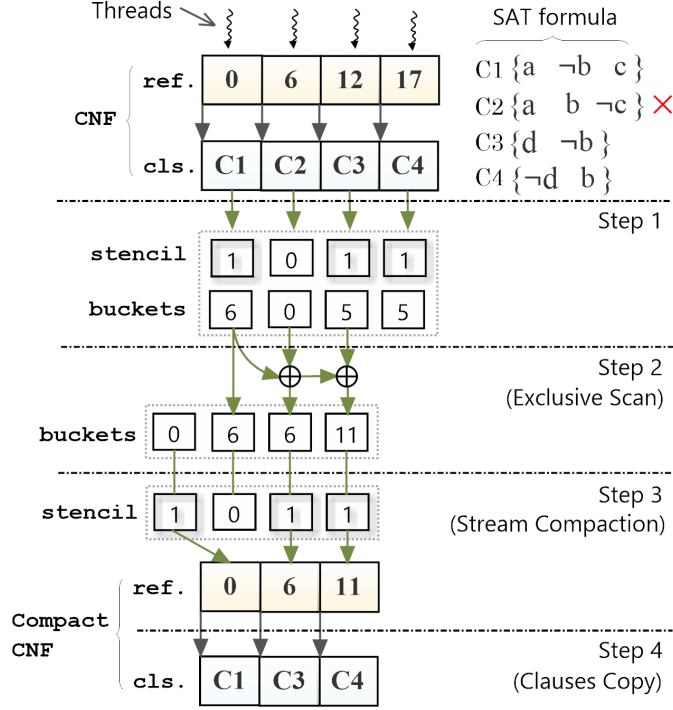 Threads
SAT formula
ref. 0 6 12 17
CNF
cls. C1 C2 C3 C4
C1 {a ¬b c}
C2 {a b ¬c} ×
C3 {d ¬b}
C4 {¬d b}
Step 1
stencil 1 0 1 1
buckets 6 0 5 5
Step 2
(Exclusive Scan)
buckets 0 6 6 11
Step 3
(Stream Compaction)
stencil 1 0 1 1
ref. 0 6 11
Compact
CNF
Step 4
(Clauses Copy)
cls. C1 C3 C4